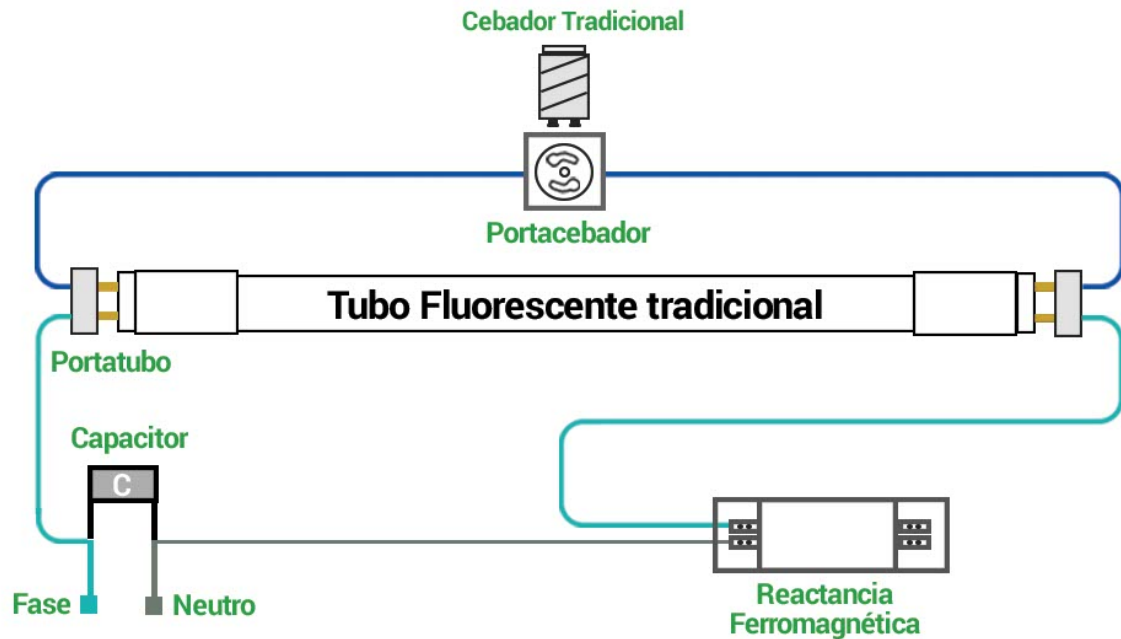 Cebador Tradicional
Portacebador
Tubo Fluorescente tradicional
Portatubo
Capacitor
C
Fase
Neutro
Reactancia
Ferromagnética